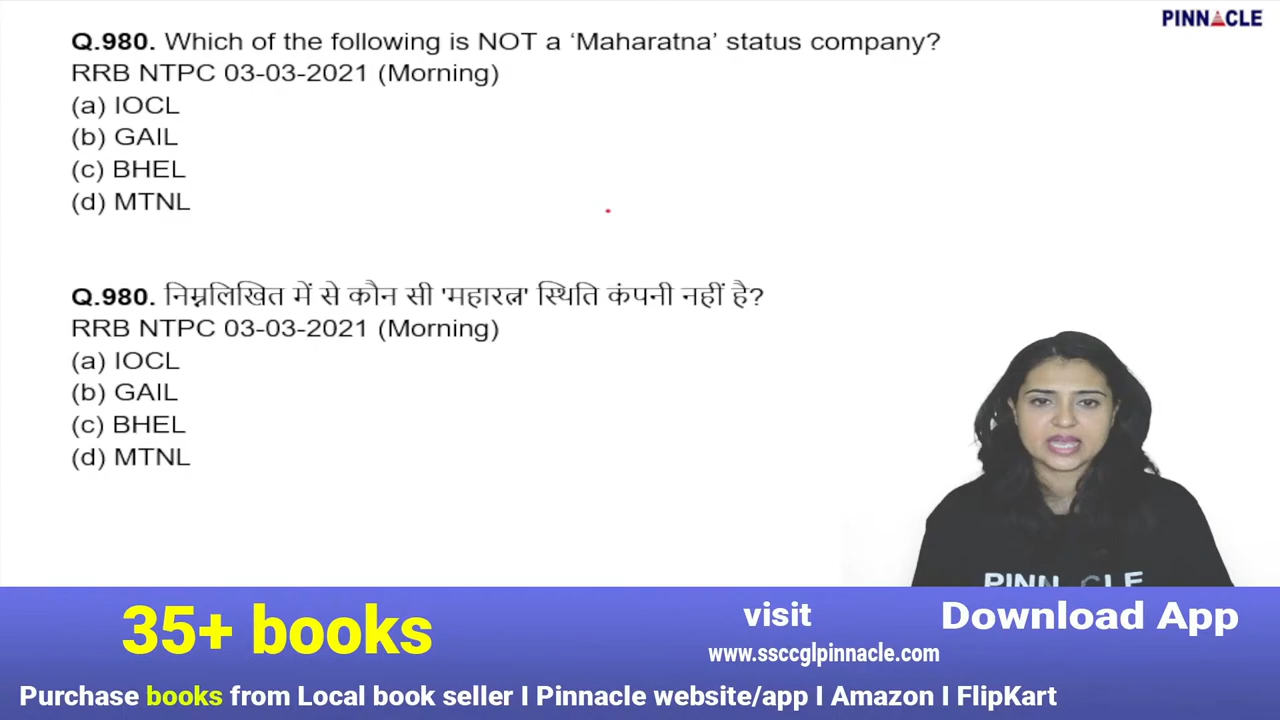 PINNACLE
Q.980. Which of the following is NOT a ‘Maharatna’ status company?
RRB NTPC 03-03-2021 (Morning)
(a) IOCL
(b) GAIL
(c) BHEL
(d) MTNL
Q.980. निम्नलिखित में से कौन सी 'महारत्न' स्थिति कंपनी नहीं है?
RRB NTPC 03-03-2021 (Morning)
(a) IOCL
(b) GAIL
(c) BHEL
(d) MTNL
PINNACLE
35+ books
visit
www.ssccglpinnacle.com
Download App
Purchase books from Local book seller I Pinnacle website/app I Amazon I FlipKart